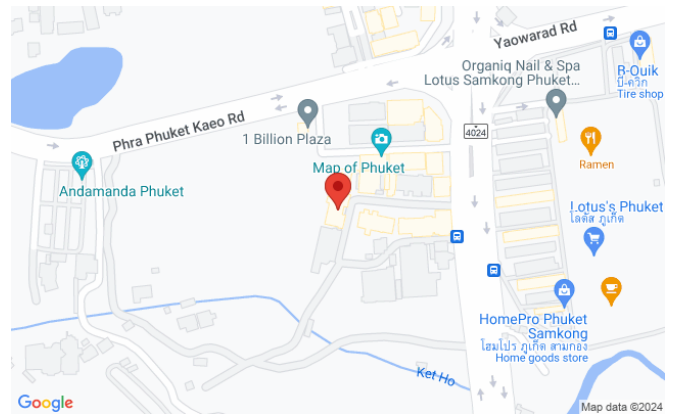 Yaowarad Rd
B-Quik
บี-ควิก
Tire shop
Organiq Nail & Spa
Lotus Samkong Phuket...
Phra Phuket Kaeo Rd
1 Billion Plaza
4024
Map of Phuket
Ramen
Andamanda Phuket
Lotus's Phuket
โลตัส ภูเก็ต
HomePro Phuket
Samkong
โฮมโปร ภูเก็ต สามกอง
Home goods store
Ket Ho
Google
Map data ©2024